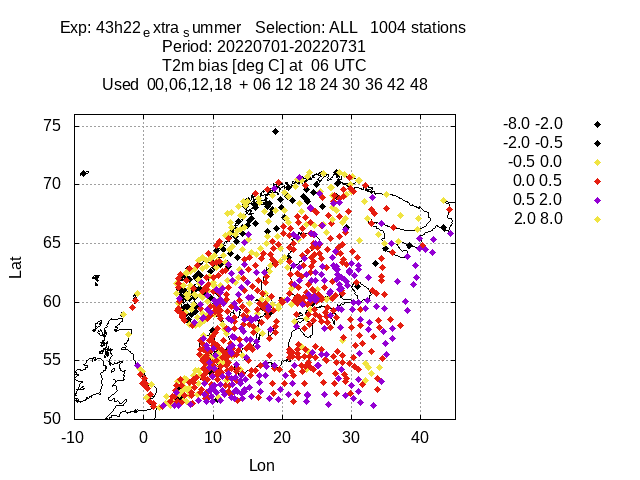 Exp: 43h22e xtra s ummer Selection: ALL 1004 stations
Period: 20220701-20220731
T2m bias [deg C] at 06 UTC
Used 00,06,12,18 + 06 12 18 24 30 36 42 48
-8.0 -2.0
-2.0 -0.5
-0.5 0.0
0.0 0.5
0.5 2.0
2.0 8.0
75
70
65
60
55
50
Lat
-10 0 10 20 30 40
Lon